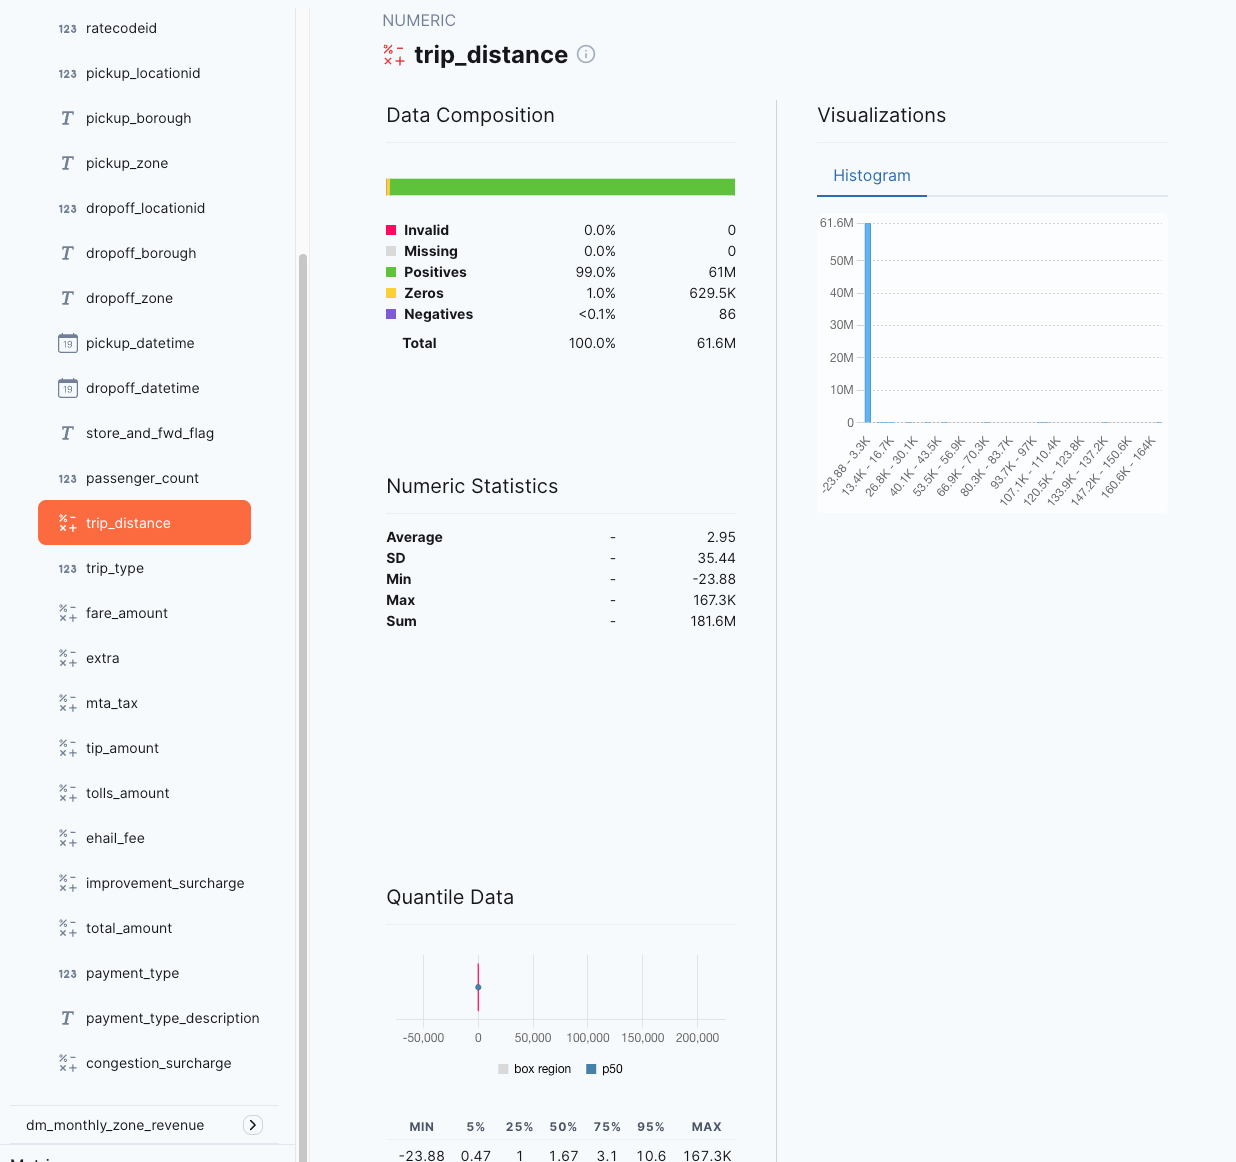 123 ratecodeid
123 pickup_locationid
T pickup_borough
T pickup_zone
123 dropoff_locationid
T dropoff_borough
T dropoff_zone
19 pickup_datetime
19 dropoff_datetime
T store_and_fwd_flag
123 passenger_count
trip_distance
123 trip_type
fare_amount
extra
mta_tax
tip_amount
tolls_amount
ehail_fee
improvement_surcharge
total_amount
123 payment_type
T payment_type_description
congestion_surcharge
dm_monthly_zone_revenue
NUMERIC
trip_distance
Data Composition
Invalid 0.0% 0
Missing 0.0% 0
Positives 99.0% 61M
Zeros 1.0% 629.5K
Negatives <0.1% 86
Total 100.0% 61.6M
Numeric Statistics
Average - 2.95
SD - 35.44
Min - -23.88
Max - 167.3K
Sum - 181.6M
Quantile Data
-50,000 0 50,000 100,000 150,000 200,000
box region p50
MIN 5% 25% 50% 75% 95% MAX
-23.88 0.47 1 1.67 3.1 10.6 167.3K
Visualizations
Histogram
61.6M
50M
40M
30M
20M
10M
0
-23.88 - 3.3K
13.4K - 16.7K
26.8K - 30.1K
40.1K - 43.5K
53.5K - 56.9K
66.9K - 70.3K
80.3K - 83.7K
93.7K - 97K
107.1K - 110.4K
120.5K - 123.8K
133.9K - 137.2K
147.2K - 150.6K
160.6K - 164K